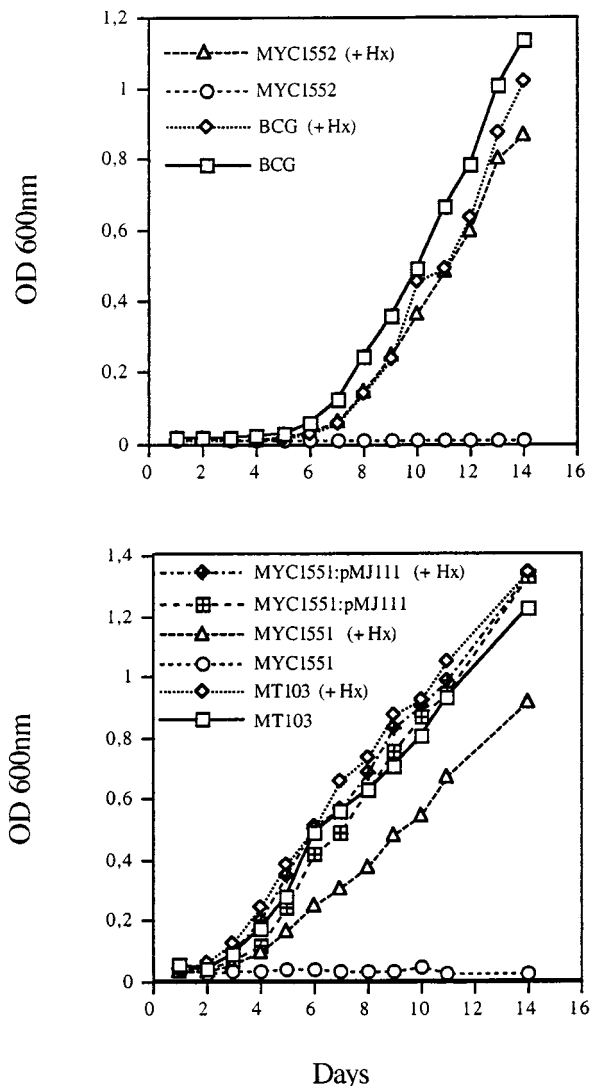 1,2
1
0,8
0,6
0,4
0,2
0
OD 600nm
MYC1552 (+ Hx)
MYC1552
BCG (+ Hx)
BCG
0 2 4 6 8 10 12 14 16
1,4
1,2
1
0,8
0,6
0,4
0,2
0
OD 600nm
MYC1551:pMJ111 (+ Hx)
MYC1551:pMJ111
MYC1551 (+ Hx)
MYC1551
MT103 (+ Hx)
MT103
0 2 4 6 8 10 12 14 16
Days